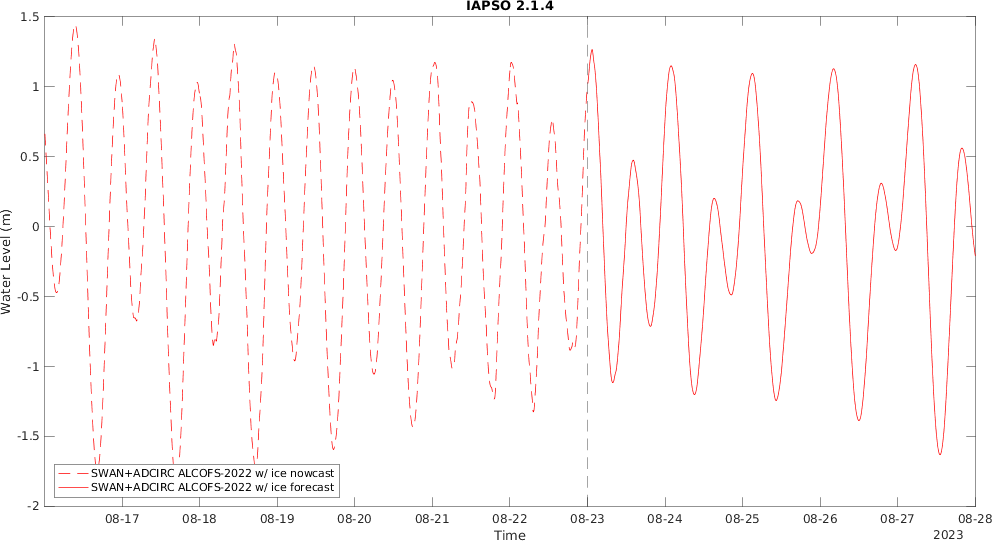 IAPSO 2.1.4
1.5
1
0.5
0
-0.5
-1
-1.5
-2
Water Level (m)
SWAN+ADCIRC ALCOFS-2022 w/ ice nowcast
SWAN+ADCIRC ALCOFS-2022 w/ ice forecast
08-17 08-18 08-19 08-20 08-21 08-22 08-23 08-24 08-25 08-26 08-27 08-28
Time
2023